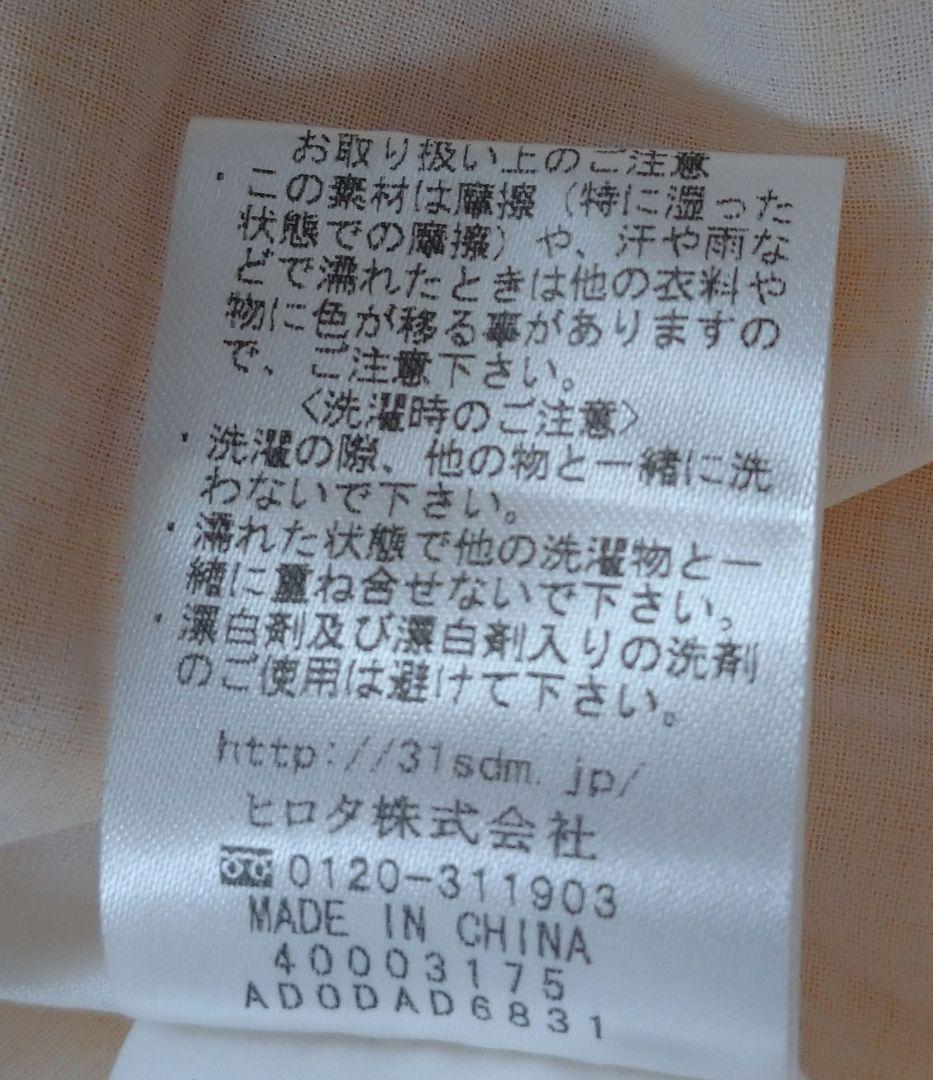 お取り扱い上のご注意
・この素材は摩擦（特に湿った
状態での摩擦）や、汗や雨な
どで濡れたときは他の衣料や
物に色が移る事がありますの
で、ご注意下さい。
〈洗濯時のご注意〉
・洗濯の際、他の物と一緒に洗
わないで下さい。
・濡れた状態で他の洗濯物と一
緒に重ね合せないで下さい。
・漂白剤及び漂白剤入りの洗剤
のご使用は避けて下さい。
http://31sdm.jp/
ヒロタ株式会社
0120-311903
MADE IN CHINA
40003175
ADODAD6831